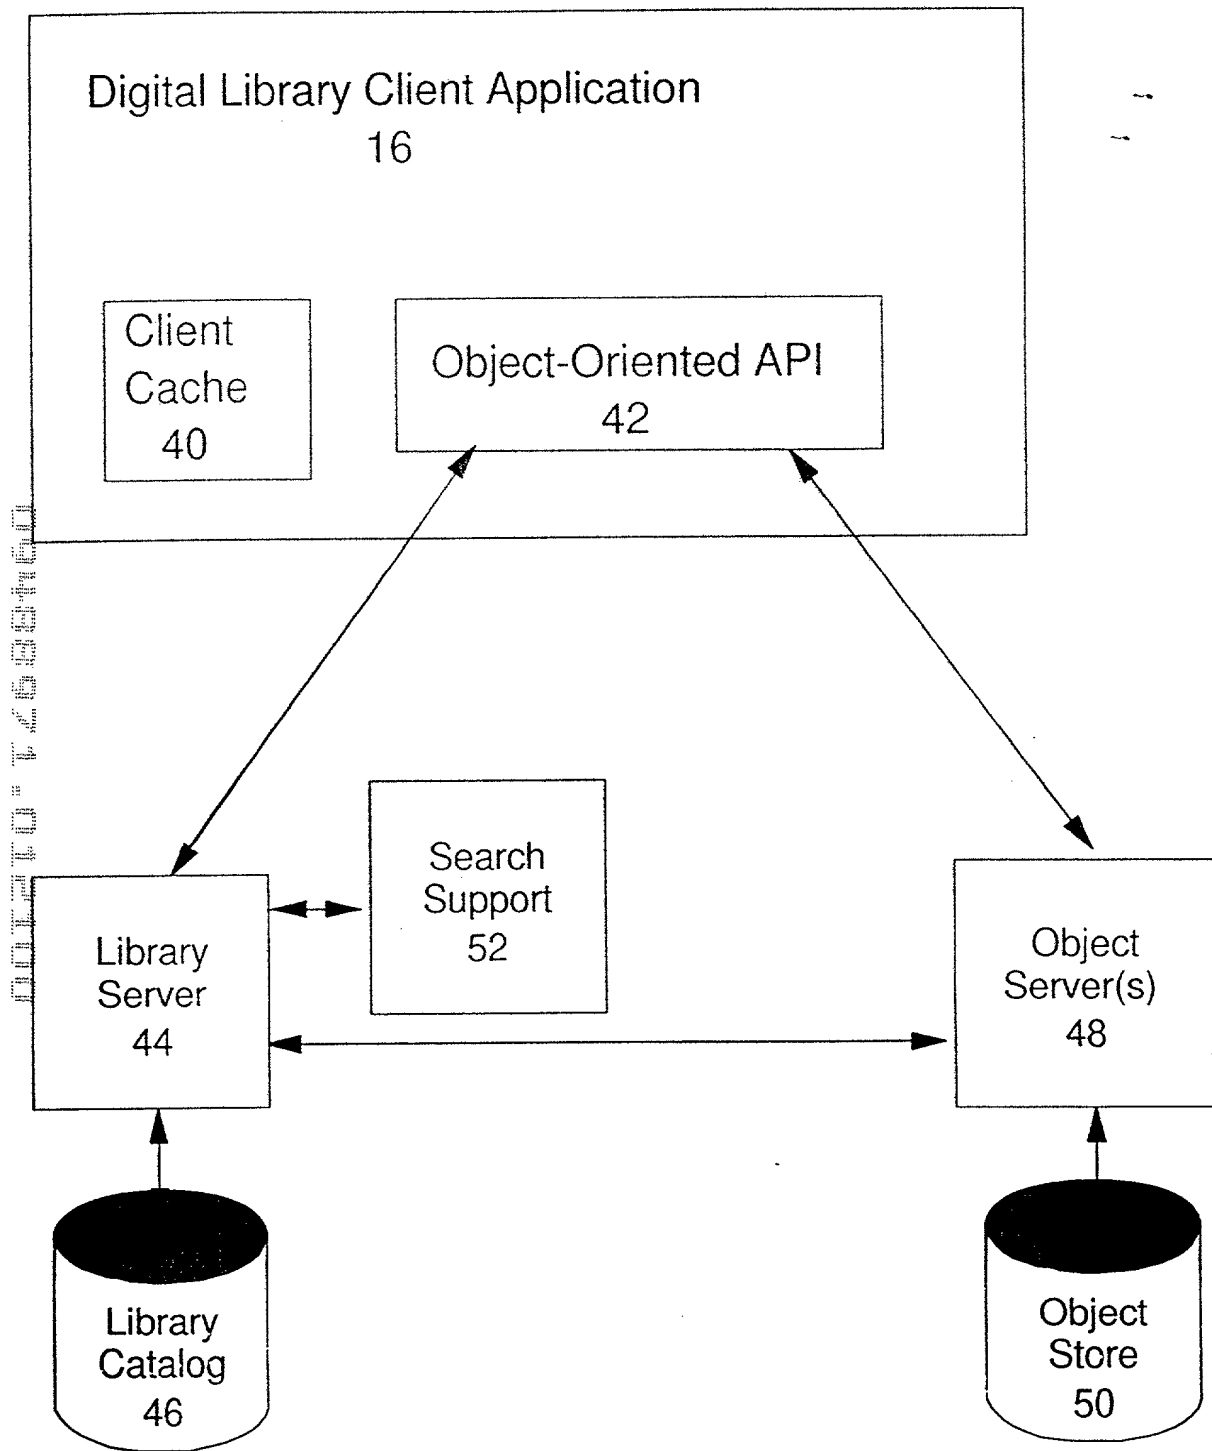 Digital Library Client Application
16
Client
Cache
40
Object-Oriented API
42
Search
Support
52
Library
Server
44
Object
Server(s)
48
Library
Catalog
46
Object
Store
50